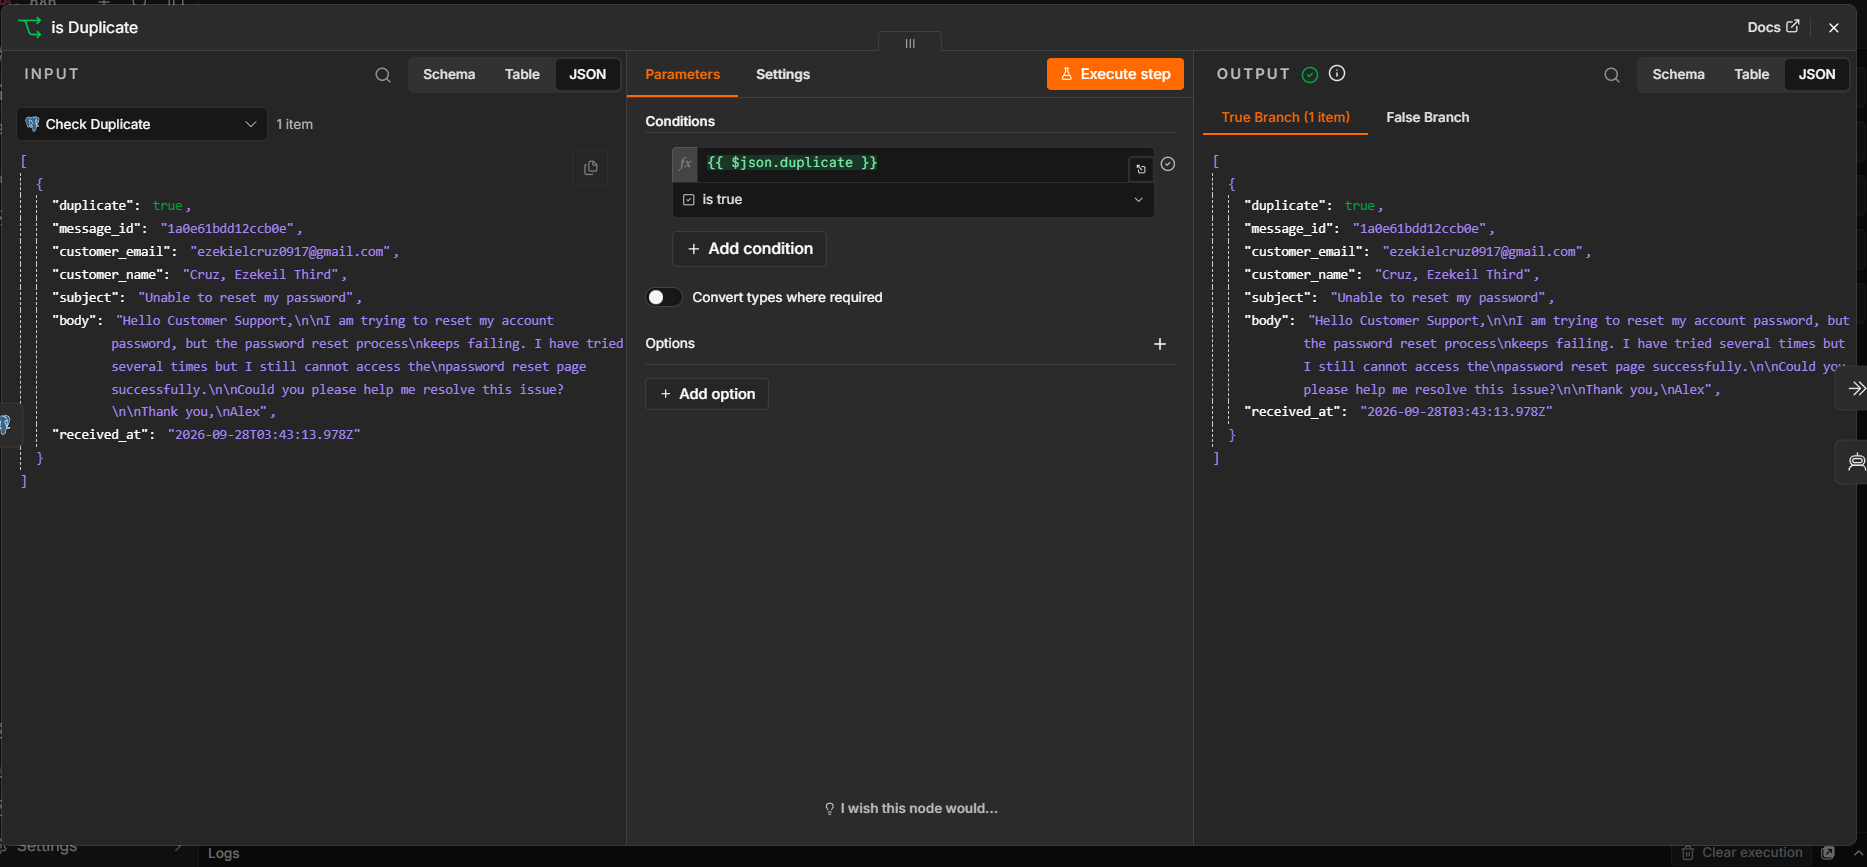 is Duplicate
Docs
INPUT
Schema
Table
JSON
Parameters
Settings
Execute step
OUTPUT
Schema
Table
JSON
Check Duplicate
1 item
[
{
"duplicate": true,
"message_id": "1a0e61bdd12ccb0e",
"customer_email": "ezekielcruz0917@gmail.com",
"customer_name": "Cruz, Ezekeil Third",
"subject": "Unable to reset my password",
"body": "Hello Customer Support,\n\nI am trying to reset my account
password, but the password reset process\nkeeps failing. I have tried
several times but I still cannot access the\npassword reset page
successfully.\n\nCould you please help me resolve this issue?
\n\nThank you,\nAlex",
"received_at": "2026-09-28T03:43:13.978Z"
}
]
Conditions
fx
{{ $json.duplicate }}
is true
Add condition
Convert types where required
Options
Add option
I wish this node would...
True Branch (1 item)
False Branch
[
{
"duplicate": true,
"message_id": "1a0e61bdd12ccb0e",
"customer_email": "ezekielcruz0917@gmail.com",
"customer_name": "Cruz, Ezekeil Third",
"subject": "Unable to reset my password",
"body": "Hello Customer Support,\n\nI am trying to reset my account password, but
the password reset process\nkeeps failing. I have tried several times but
I still cannot access the\npassword reset page successfully.\n\nCould you
please help me resolve this issue?\n\nThank you,\nAlex",
"received_at": "2026-09-28T03:43:13.978Z"
}
]
Settings
Logs
Clear execution